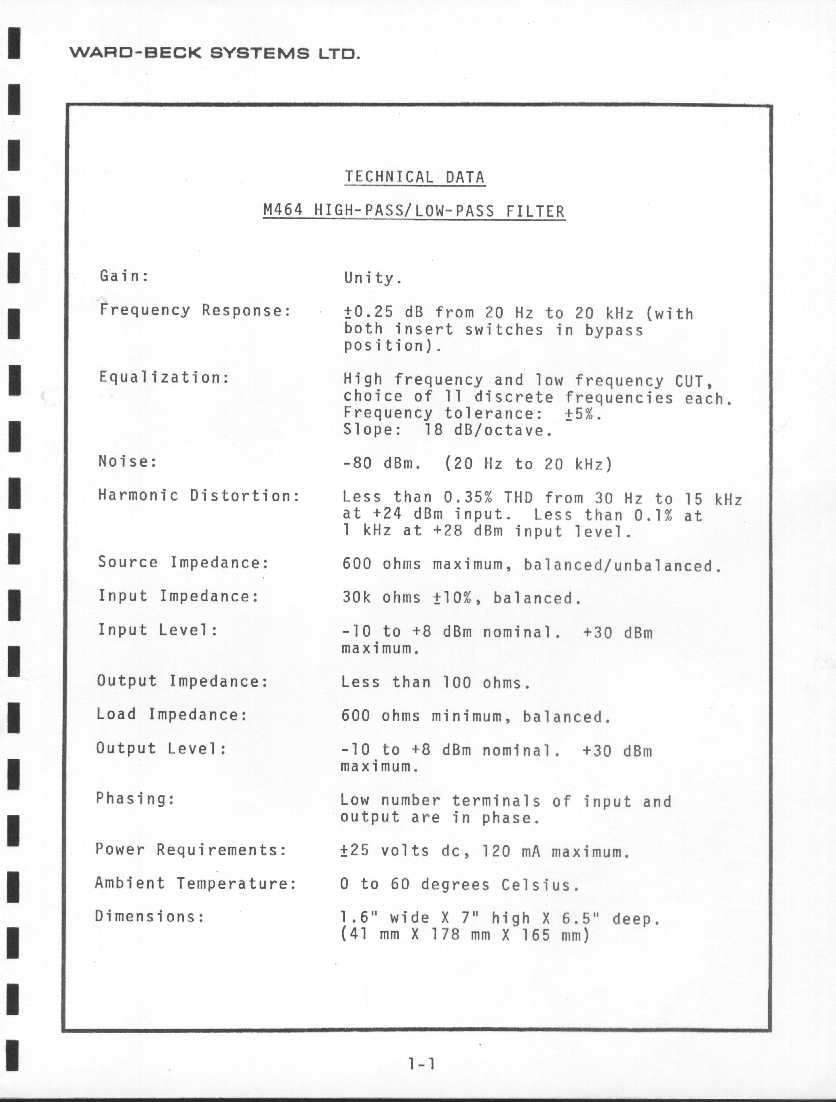 WARD-BECK SYSTEMS LTD.
TECHNICAL DATA
M464 HIGH-PASS/LOW-PASS FILTER
Gain: Unity.
Frequency Response: ±0.25 dB from 20 Hz to 20 kHz (with
both insert switches in bypass
position).
Equalization: High frequency and low frequency CUT,
choice of 11 discrete frequencies each.
Frequency tolerance: ±5%.
Slope: 18 dB/octave.
Noise: -80 dBm. (20 Hz to 20 kHz)
Harmonic Distortion: Less than 0.35% THD from 30 Hz to 15 kHz
at +24 dBm input. Less than 0.1% at
1 kHz at +28 dBm input level.
Source Impedance: 600 ohms maximum, balanced/unbalanced.
Input Impedance: 30k ohms ±10%, balanced.
Input Level: -10 to +8 dBm nominal. +30 dBm
maximum.
Output Impedance: Less than 100 ohms.
Load Impedance: 600 ohms minimum, balanced.
Output Level: -10 to +8 dBm nominal. +30 dBm
maximum.
Phasing: Low number terminals of input and
output are in phase.
Power Requirements: ±25 volts dc, 120 mA maximum.
Ambient Temperature: 0 to 60 degrees Celsius.
Dimensions: 1.6" wide X 7" high X 6.5" deep.
(41 mm X 178 mm X 165 mm)
1-1